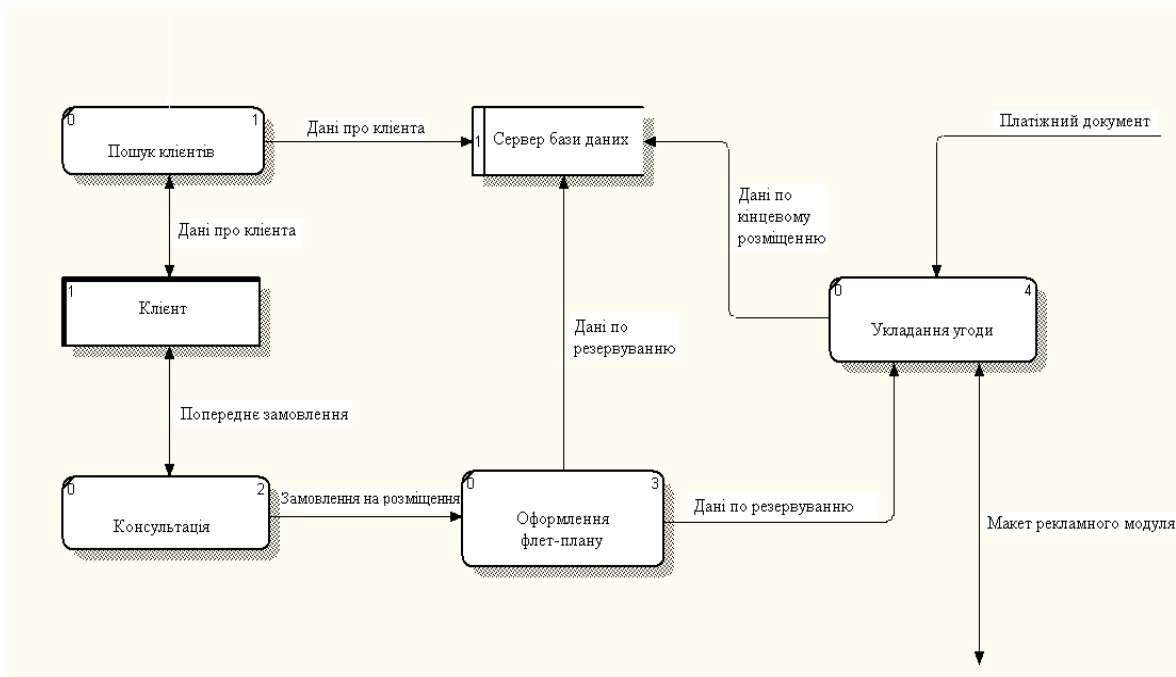 0 1
Пошук клієнтів
Дані про клієнта
1
Сервер бази даних
Платіжний документ
Дані по
кінцевому
розміщенню
Дані про клієнта
1
Клієнт
0 4
Укладання угоди
Дані по
резервуванню
Попереднє замовлення
0 2
Консультація
Замовлення на розміщення
0 3
Оформлення
флет-плану
Дані по резервуванню
Макет рекламного модуля